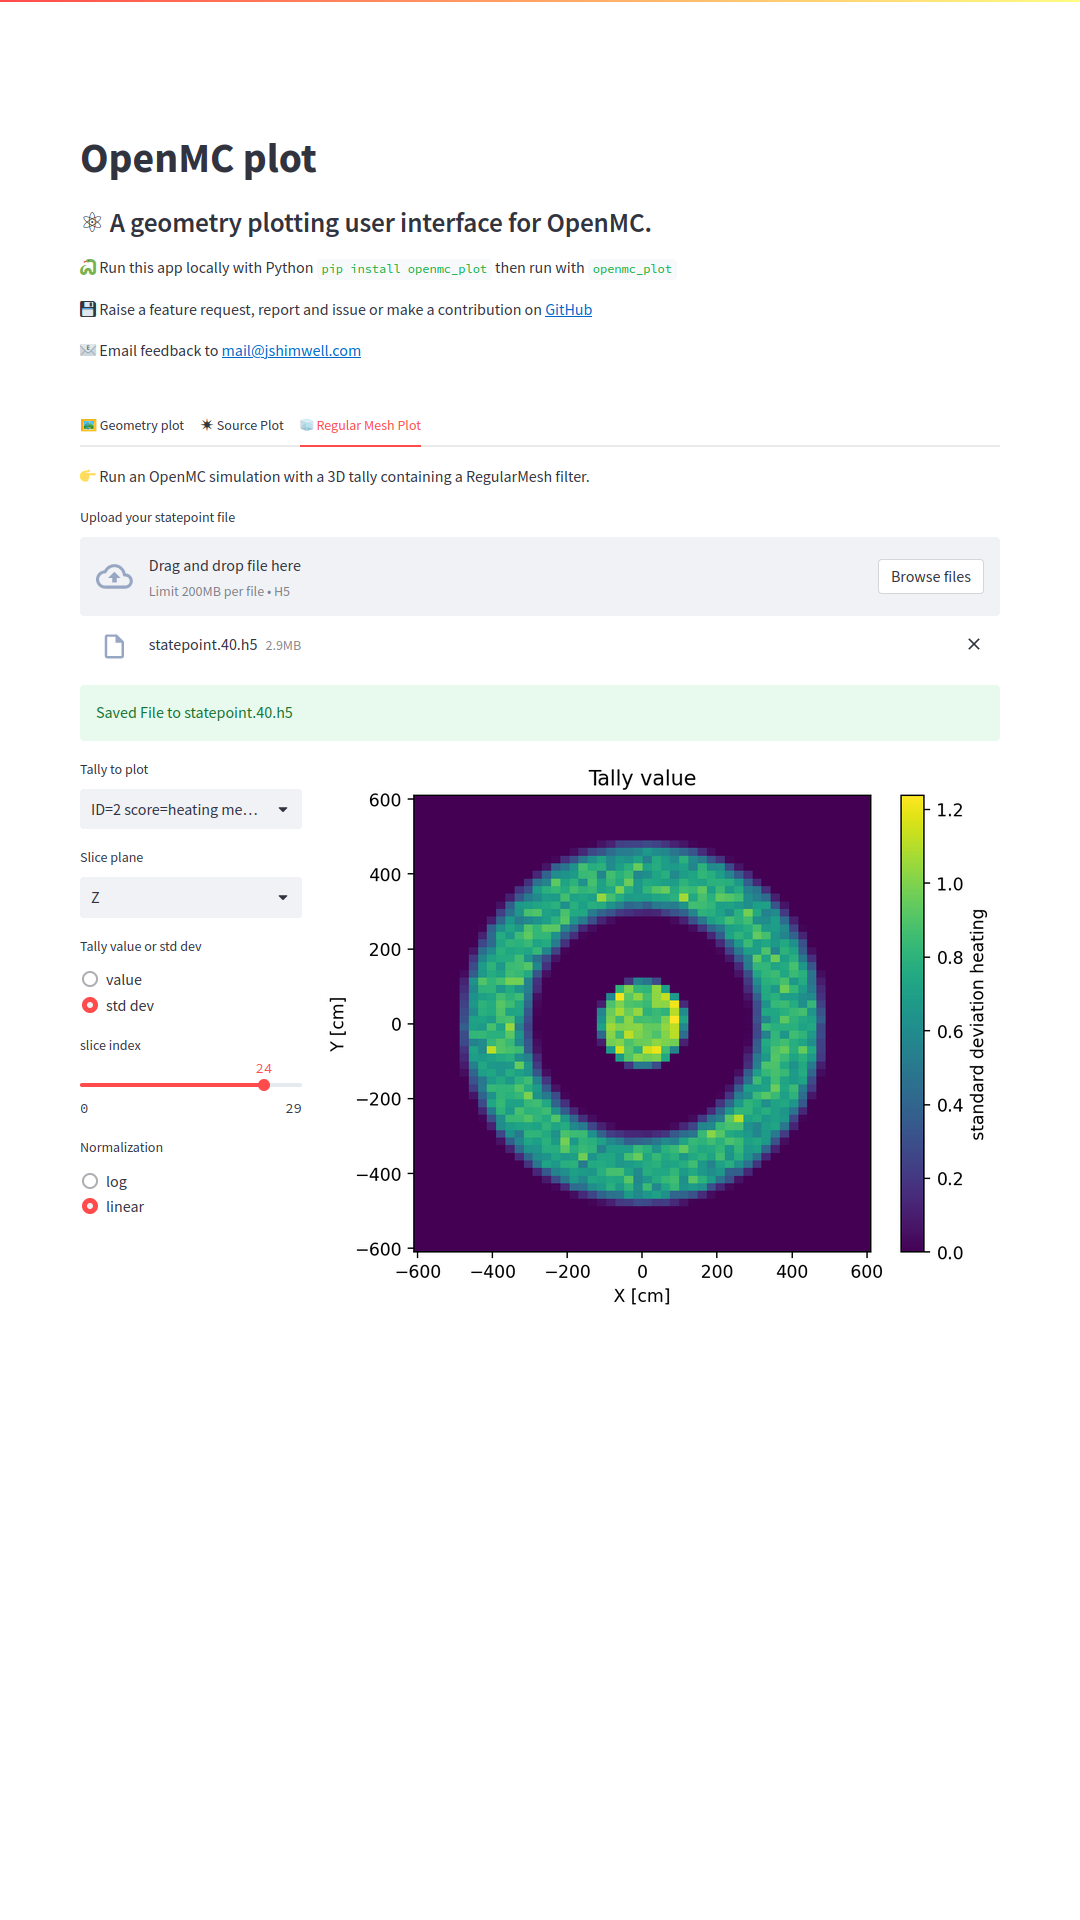 OpenMC plot
⚛ A geometry plotting user interface for OpenMC.
🐍 Run this app locally with Python pip install openmc_plot then run with openmc_plot
💾 Raise a feature request, report and issue or make a contribution on GitHub
📧 Email feedback to mail@jshimwell.com
Geometry plot Source Plot Regular Mesh Plot
👉 Run an OpenMC simulation with a 3D tally containing a RegularMesh filter.
Upload your statepoint file
Drag and drop file here
Limit 200MB per file • H5
Browse files
statepoint.40.h5 2.9MB
Saved File to statepoint.40.h5
Tally to plot
ID=2 score=heating me...
Slice plane
Z
Tally value or std dev
value
std dev
slice index
24
0 29
Normalization
log
linear
Tally value
600
400
200
0
−200
−400
−600
Y [cm]
−600 −400 −200 0 200 400 600
X [cm]
1.2
1.0
0.8
0.6
0.4
0.2
0.0
standard deviation heating